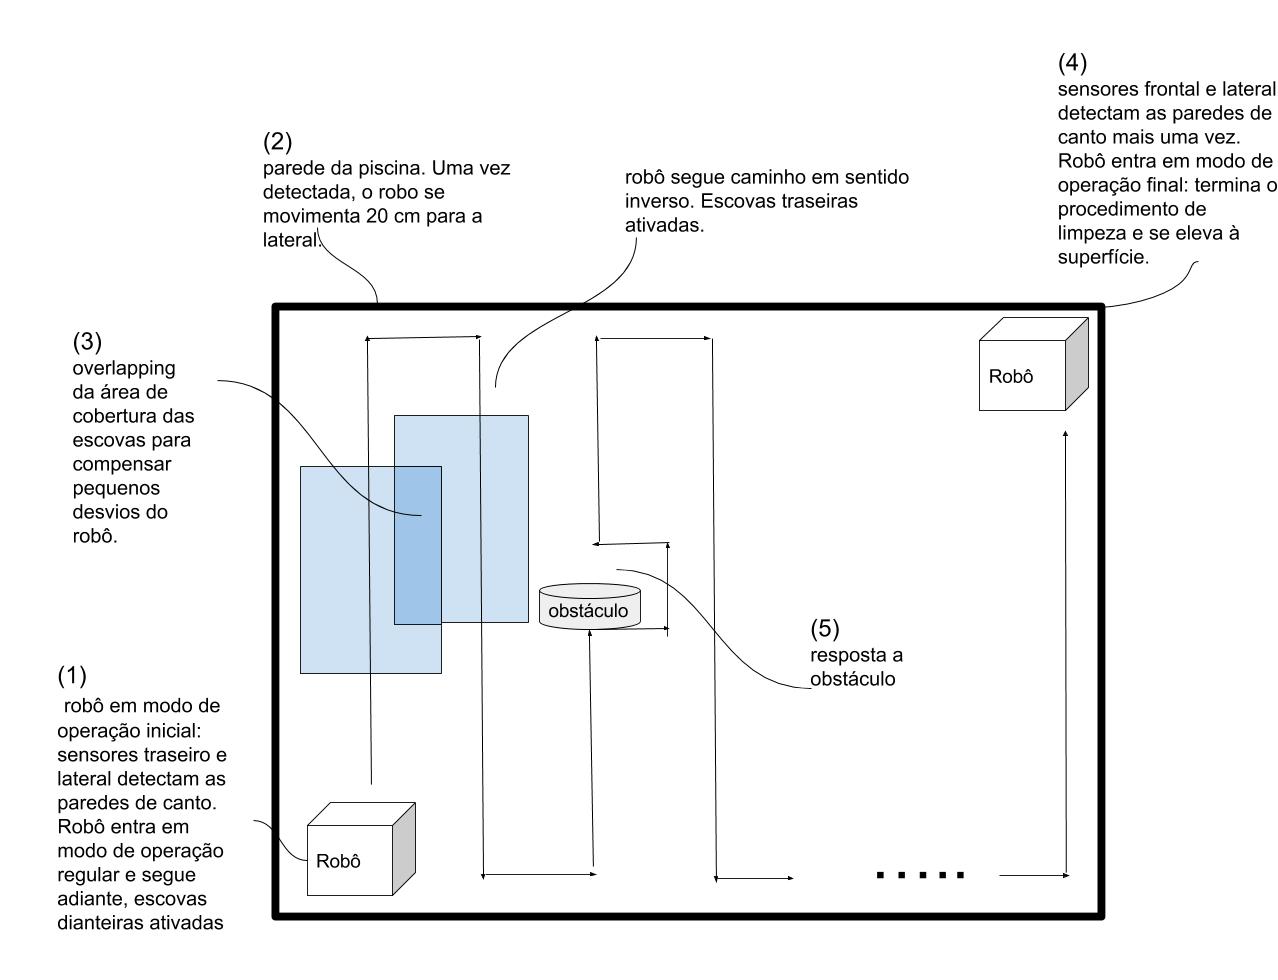 (4)
sensores frontal e lateral
detectam as paredes de
canto mais uma vez.
Robô entra em modo de
operação final: termina o
procedimento de
limpeza e se eleva à
superfície.
(2)
parede da piscina. Uma vez
detectada, o robo se
movimenta 20 cm para a
lateral.
robô segue caminho em sentido
inverso. Escovas traseiras
ativadas.
(3)
overlapping
da área de
cobertura das
escovas para
compensar
pequenos
desvios do
robô.
Robô
obstáculo
(5)
resposta a
obstáculo
(1)
robô em modo de
operação inicial:
sensores traseiro e
lateral detectam as
paredes de canto.
Robô entra em
modo de operação
regular e segue
adiante, escovas
dianteiras ativadas
Robô